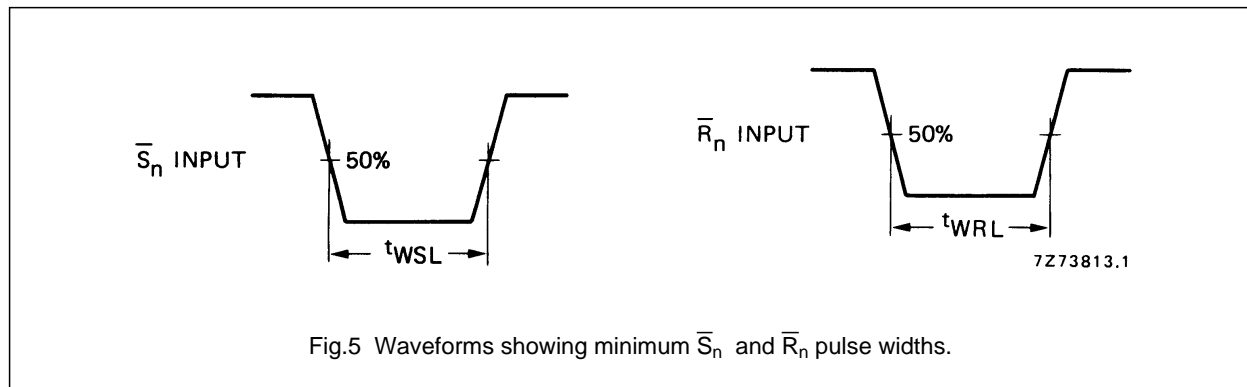 S̅n INPUT
50%
tWSL
R̅n INPUT
50%
tWRL
7Z73813.1
Fig.5 Waveforms showing minimum S̅n and R̅n pulse widths.